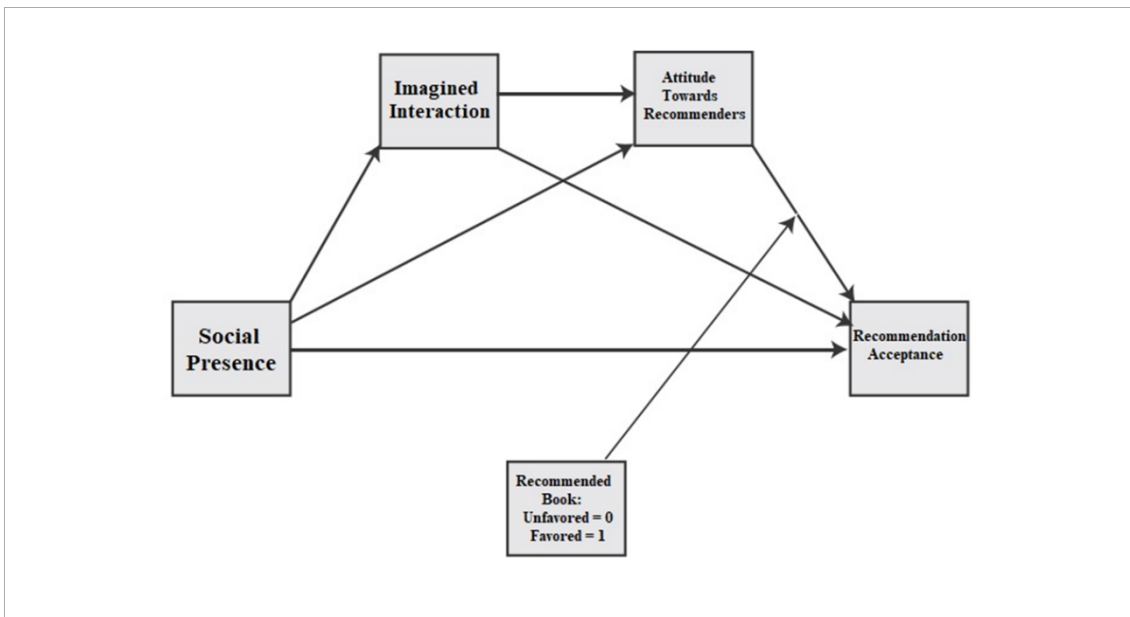 Imagined
Interaction
Attitude
Towards
Recommenders
Social
Presence
Recommendation
Acceptance
Recommended
Book:
Unfavored = 0
Favored = 1